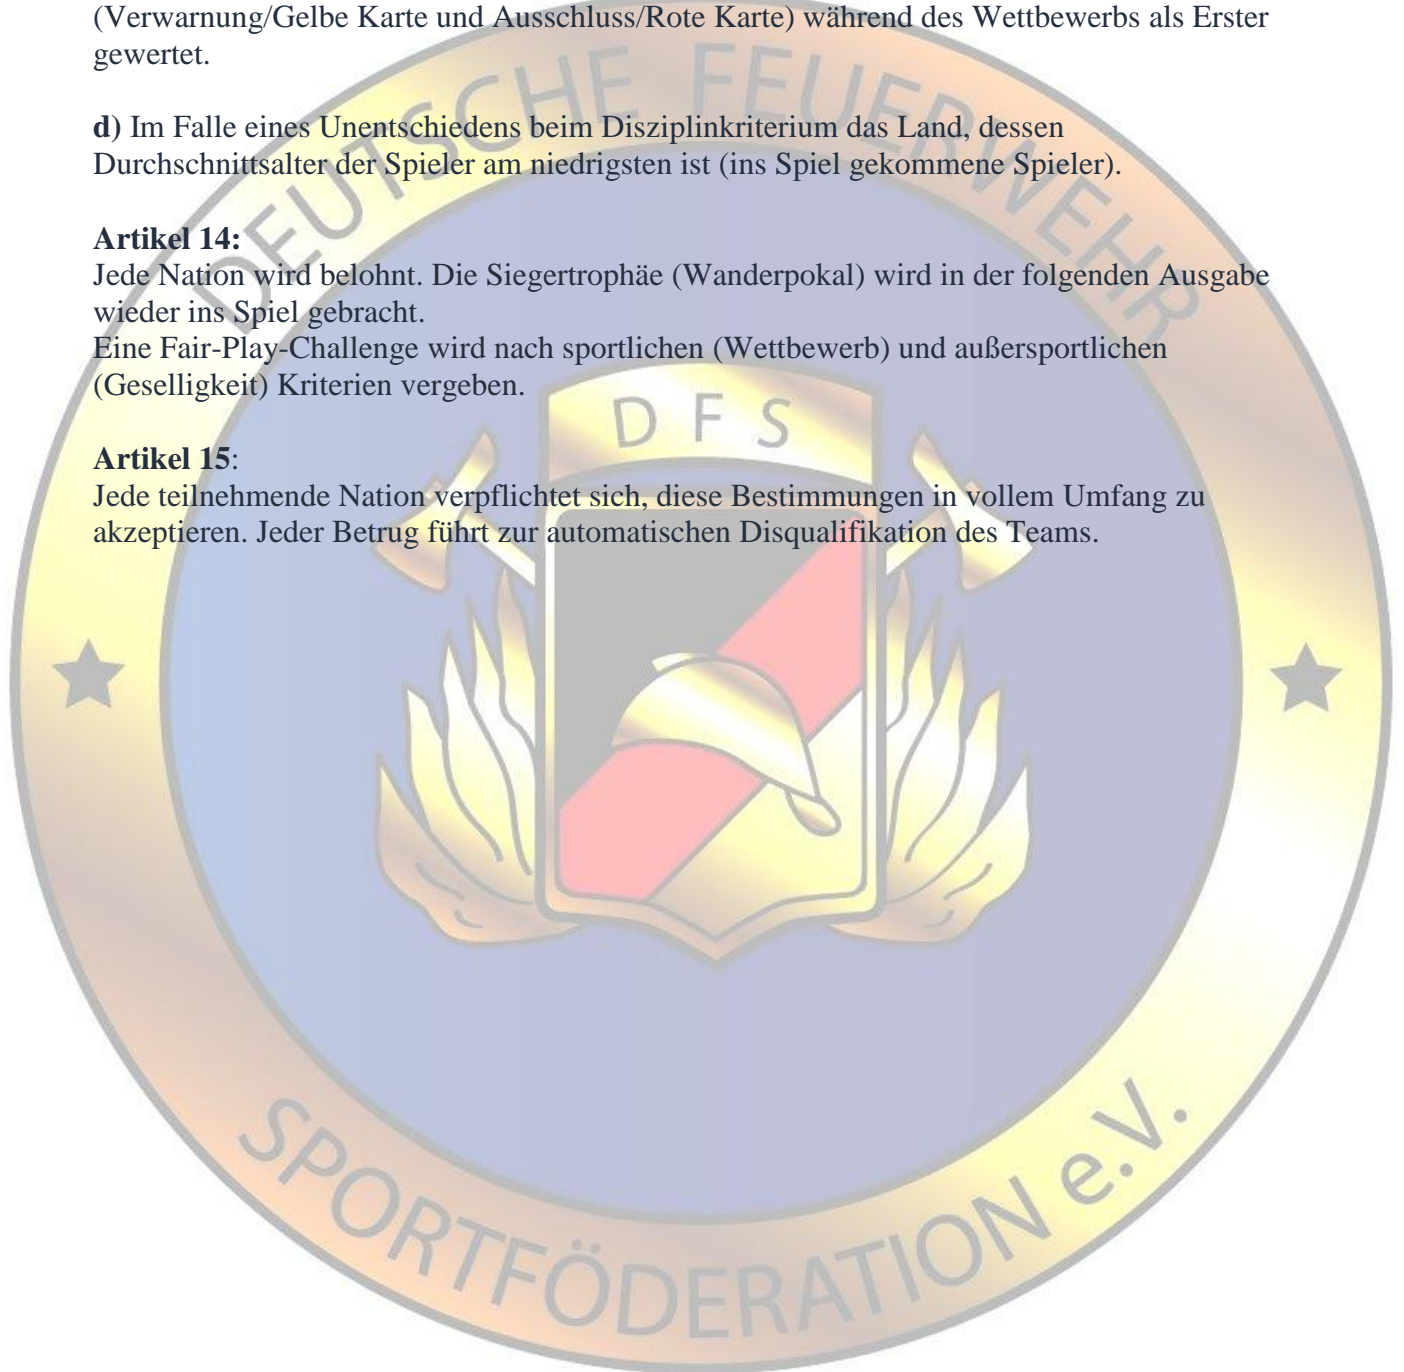 (Verwarnung/Gelbe Karte und Ausschluss/Rote Karte) während des Wettbewerbs als Erster
gewertet.
d) Im Falle eines Unentschiedens beim Disziplinkriterium das Land, dessen
Durchschnittsalter der Spieler am niedrigsten ist (ins Spiel gekommene Spieler).
Artikel 14:
Jede Nation wird belohnt. Die Siegertrophäe (Wanderpokal) wird in der folgenden Ausgabe
wieder ins Spiel gebracht.
Eine Fair-Play-Challenge wird nach sportlichen (Wettbewerb) und außersportlichen
(Geselligkeit) Kriterien vergeben.
Artikel 15:
Jede teilnehmende Nation verpflichtet sich, diese Bestimmungen in vollem Umfang zu
akzeptieren. Jeder Betrug führt zur automatischen Disqualifikation des Teams.
DEUTSCHE FEUERWEHR
D F S
SPORTFÖDERATION e.V.